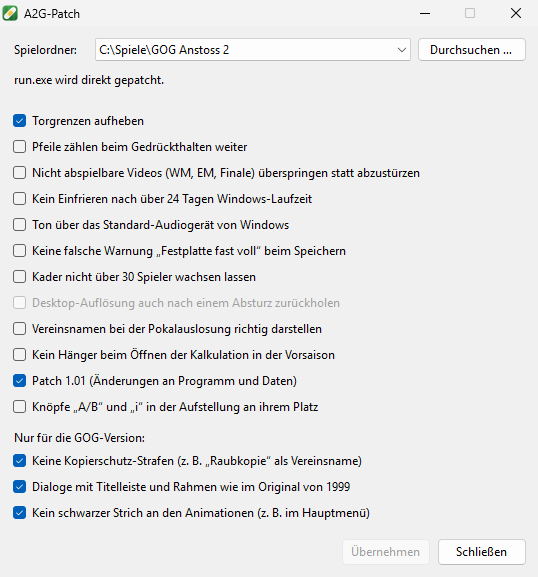 A2G-Patch
Spielordner: C:\Spiele\GOG Anstoss 2 Durchsuchen ...
run.exe wird direkt gepatcht.
Torgrenzen aufheben
Pfeile zählen beim Gedrückthalten weiter
Nicht abspielbare Videos (WM, EM, Finale) überspringen statt abzustürzen
Kein Einfrieren nach über 24 Tagen Windows-Laufzeit
Ton über das Standard-Audiogerät von Windows
Keine falsche Warnung „Festplatte fast voll“ beim Speichern
Kader nicht über 30 Spieler wachsen lassen
Desktop-Auflösung auch nach einem Absturz zurückholen
Vereinsnamen bei der Pokalauslosung richtig darstellen
Kein Hänger beim Öffnen der Kalkulation in der Vorsaison
Patch 1.01 (Änderungen an Programm und Daten)
Knöpfe „A/B“ und „i“ in der Aufstellung an ihrem Platz
Nur für die GOG-Version:
Keine Kopierschutz-Strafen (z. B. „Raubkopie“ als Vereinsname)
Dialoge mit Titelleiste und Rahmen wie im Original von 1999
Kein schwarzer Strich an den Animationen (z. B. im Hauptmenü)
Übernehmen Schließen